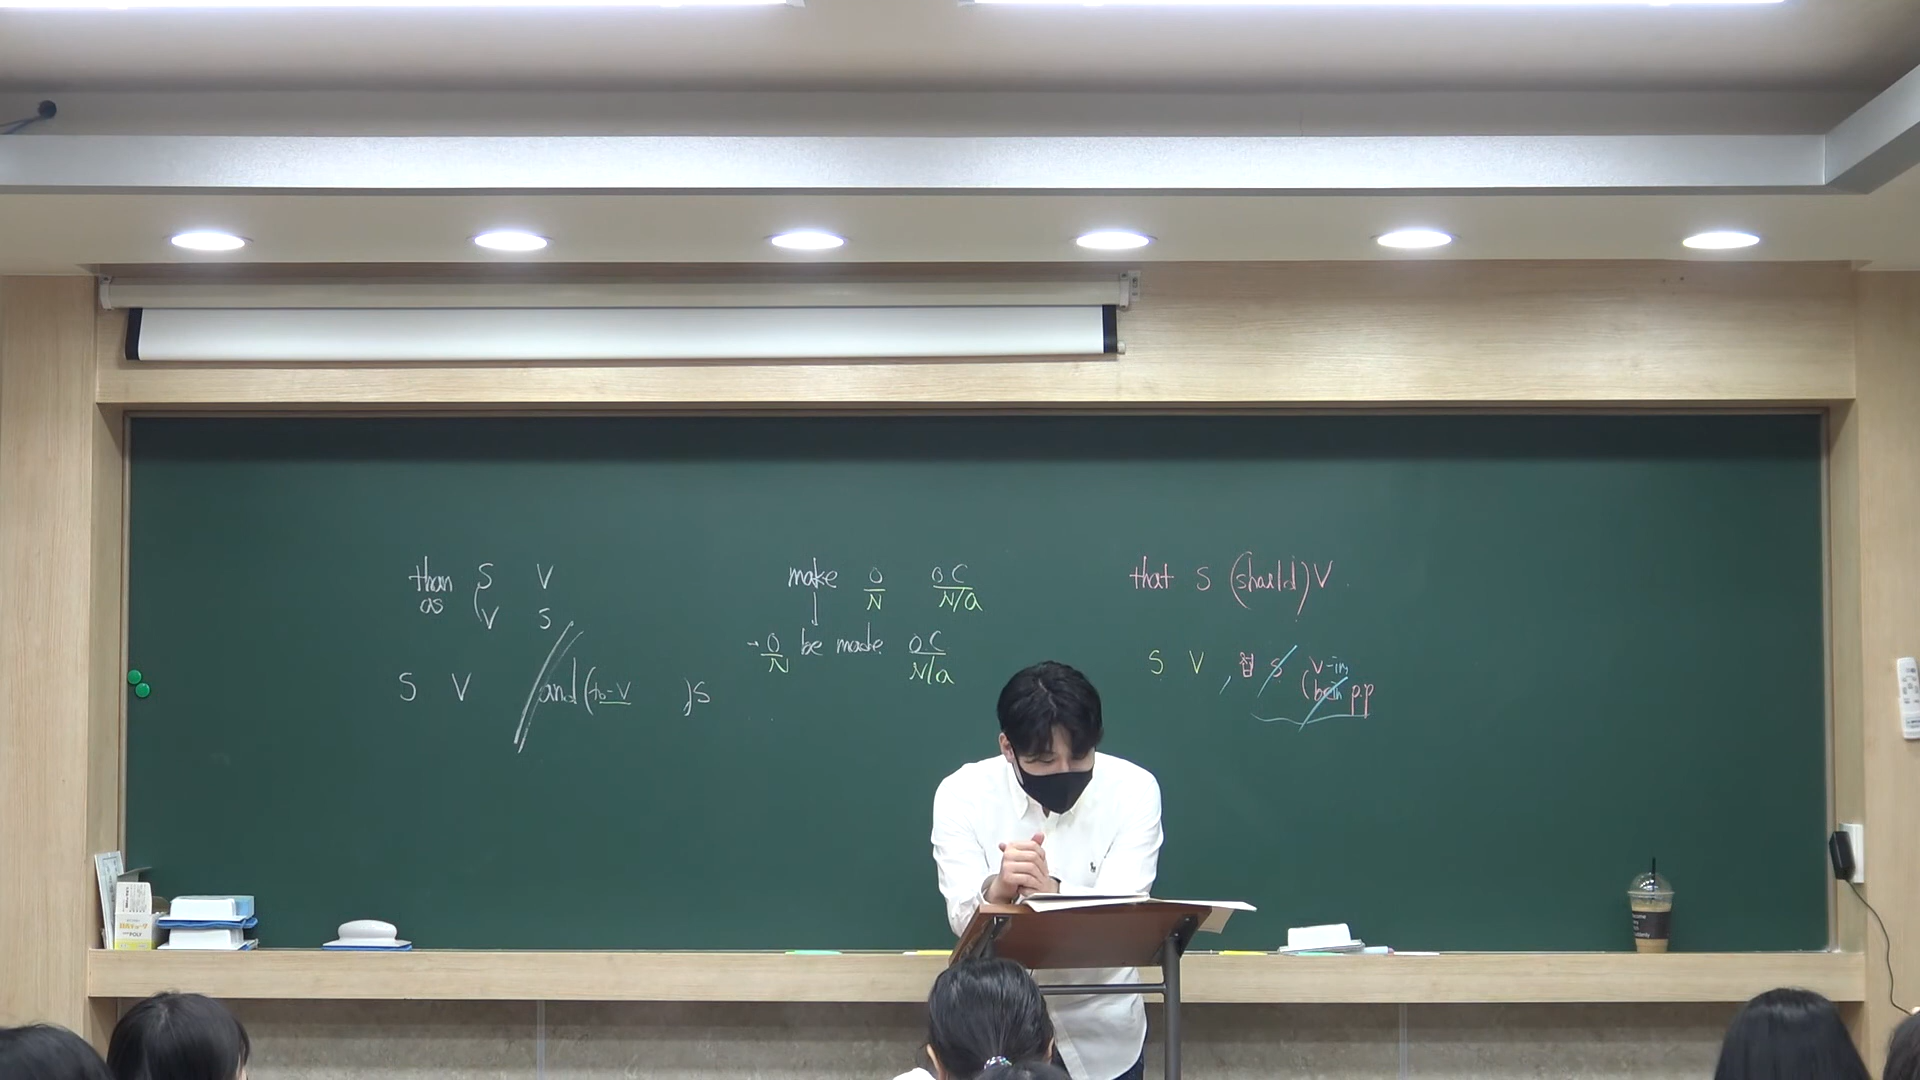 than S V
as (V S
S V // and (to-V ) S
make O OC
N N/a
→ O be made OC
N N/a
that S (should) V
S V , 접 S V-ing
(being p.p